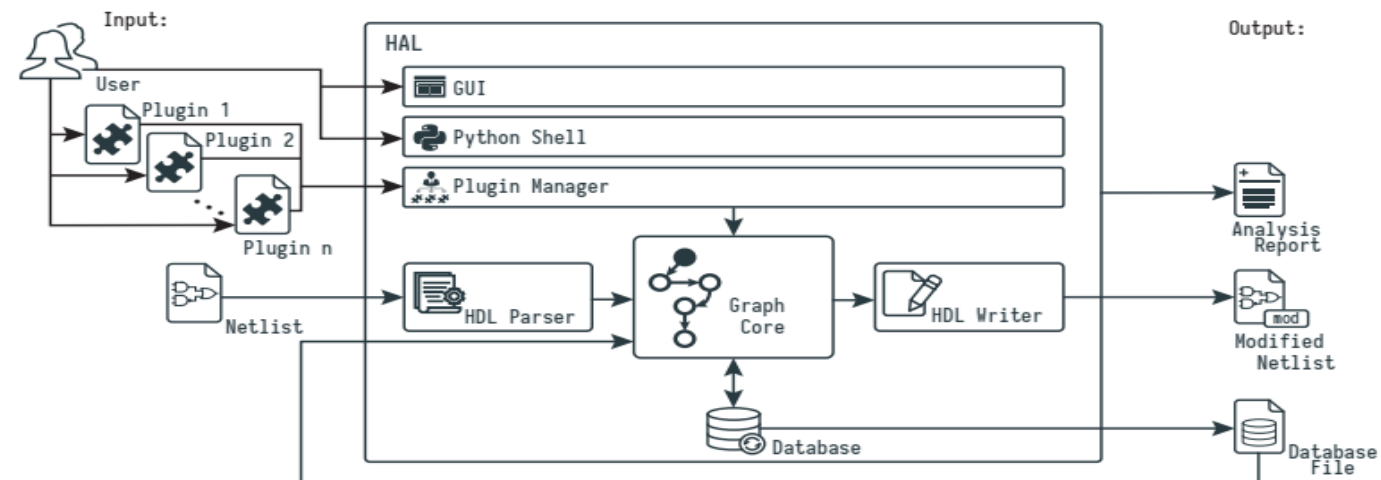 Input:
Output:
HAL
User
GUI
Plugin 1
Plugin 2
Python Shell
Plugin Manager
Plugin n
Analysis
Report
Netlist
HDL Parser
Graph
Core
HDL Writer
mod
Modified
Netlist
Database
Database
File